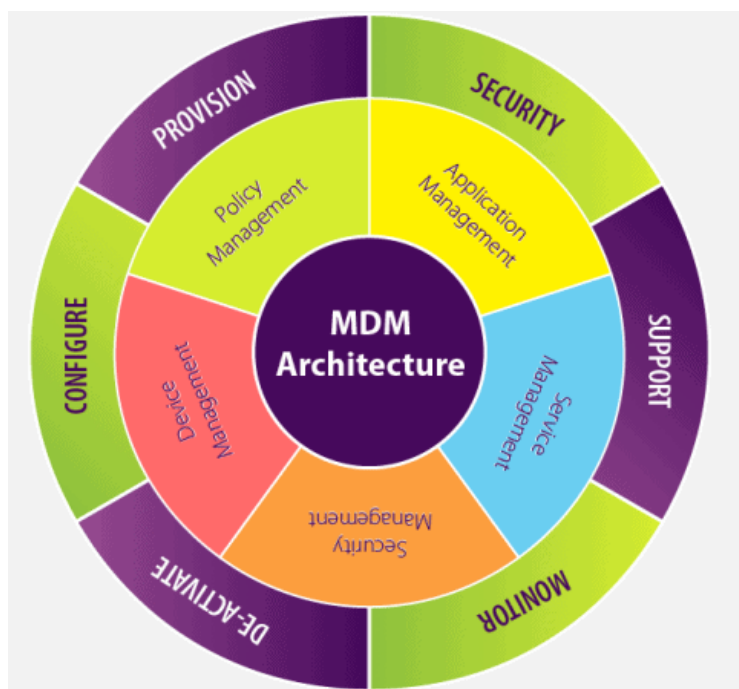 PROVISION
SECURITY
Policy
Management
Application
Management
CONFIGURE
MDM
Architecture
SUPPORT
Device
Management
Service
Management
Security
Management
DE-ACTIVATE
MONITOR